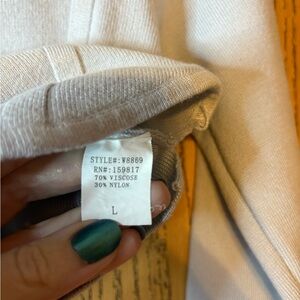 STYLE#:W8869
RN#:159817
70% VISCOSE
30% NYLON
L